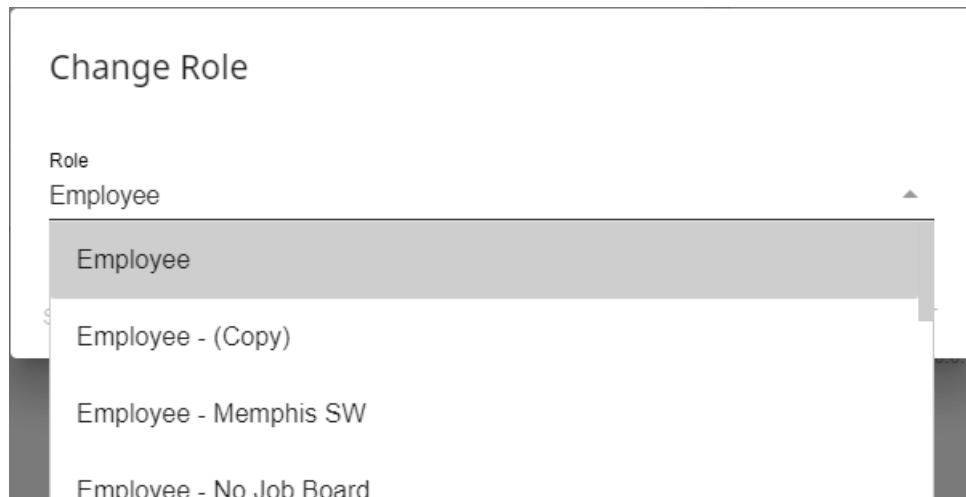 Change Role
Role
Employee
Employee
Employee - (Copy)
Employee - Memphis SW
Employee - No Job Board